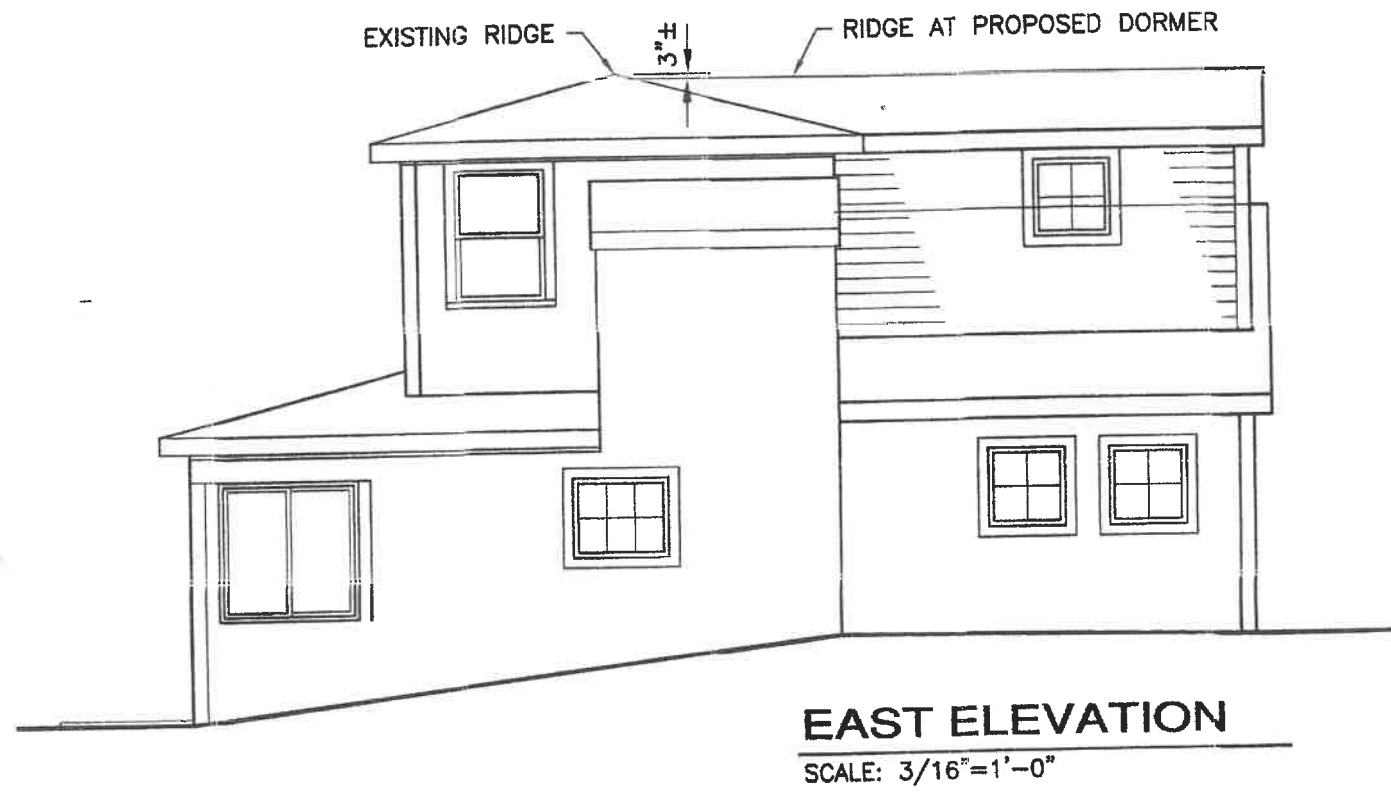 EXISTING RIDGE
3"±
RIDGE AT PROPOSED DORMER
EAST ELEVATION
SCALE: 3/16"=1'-0"